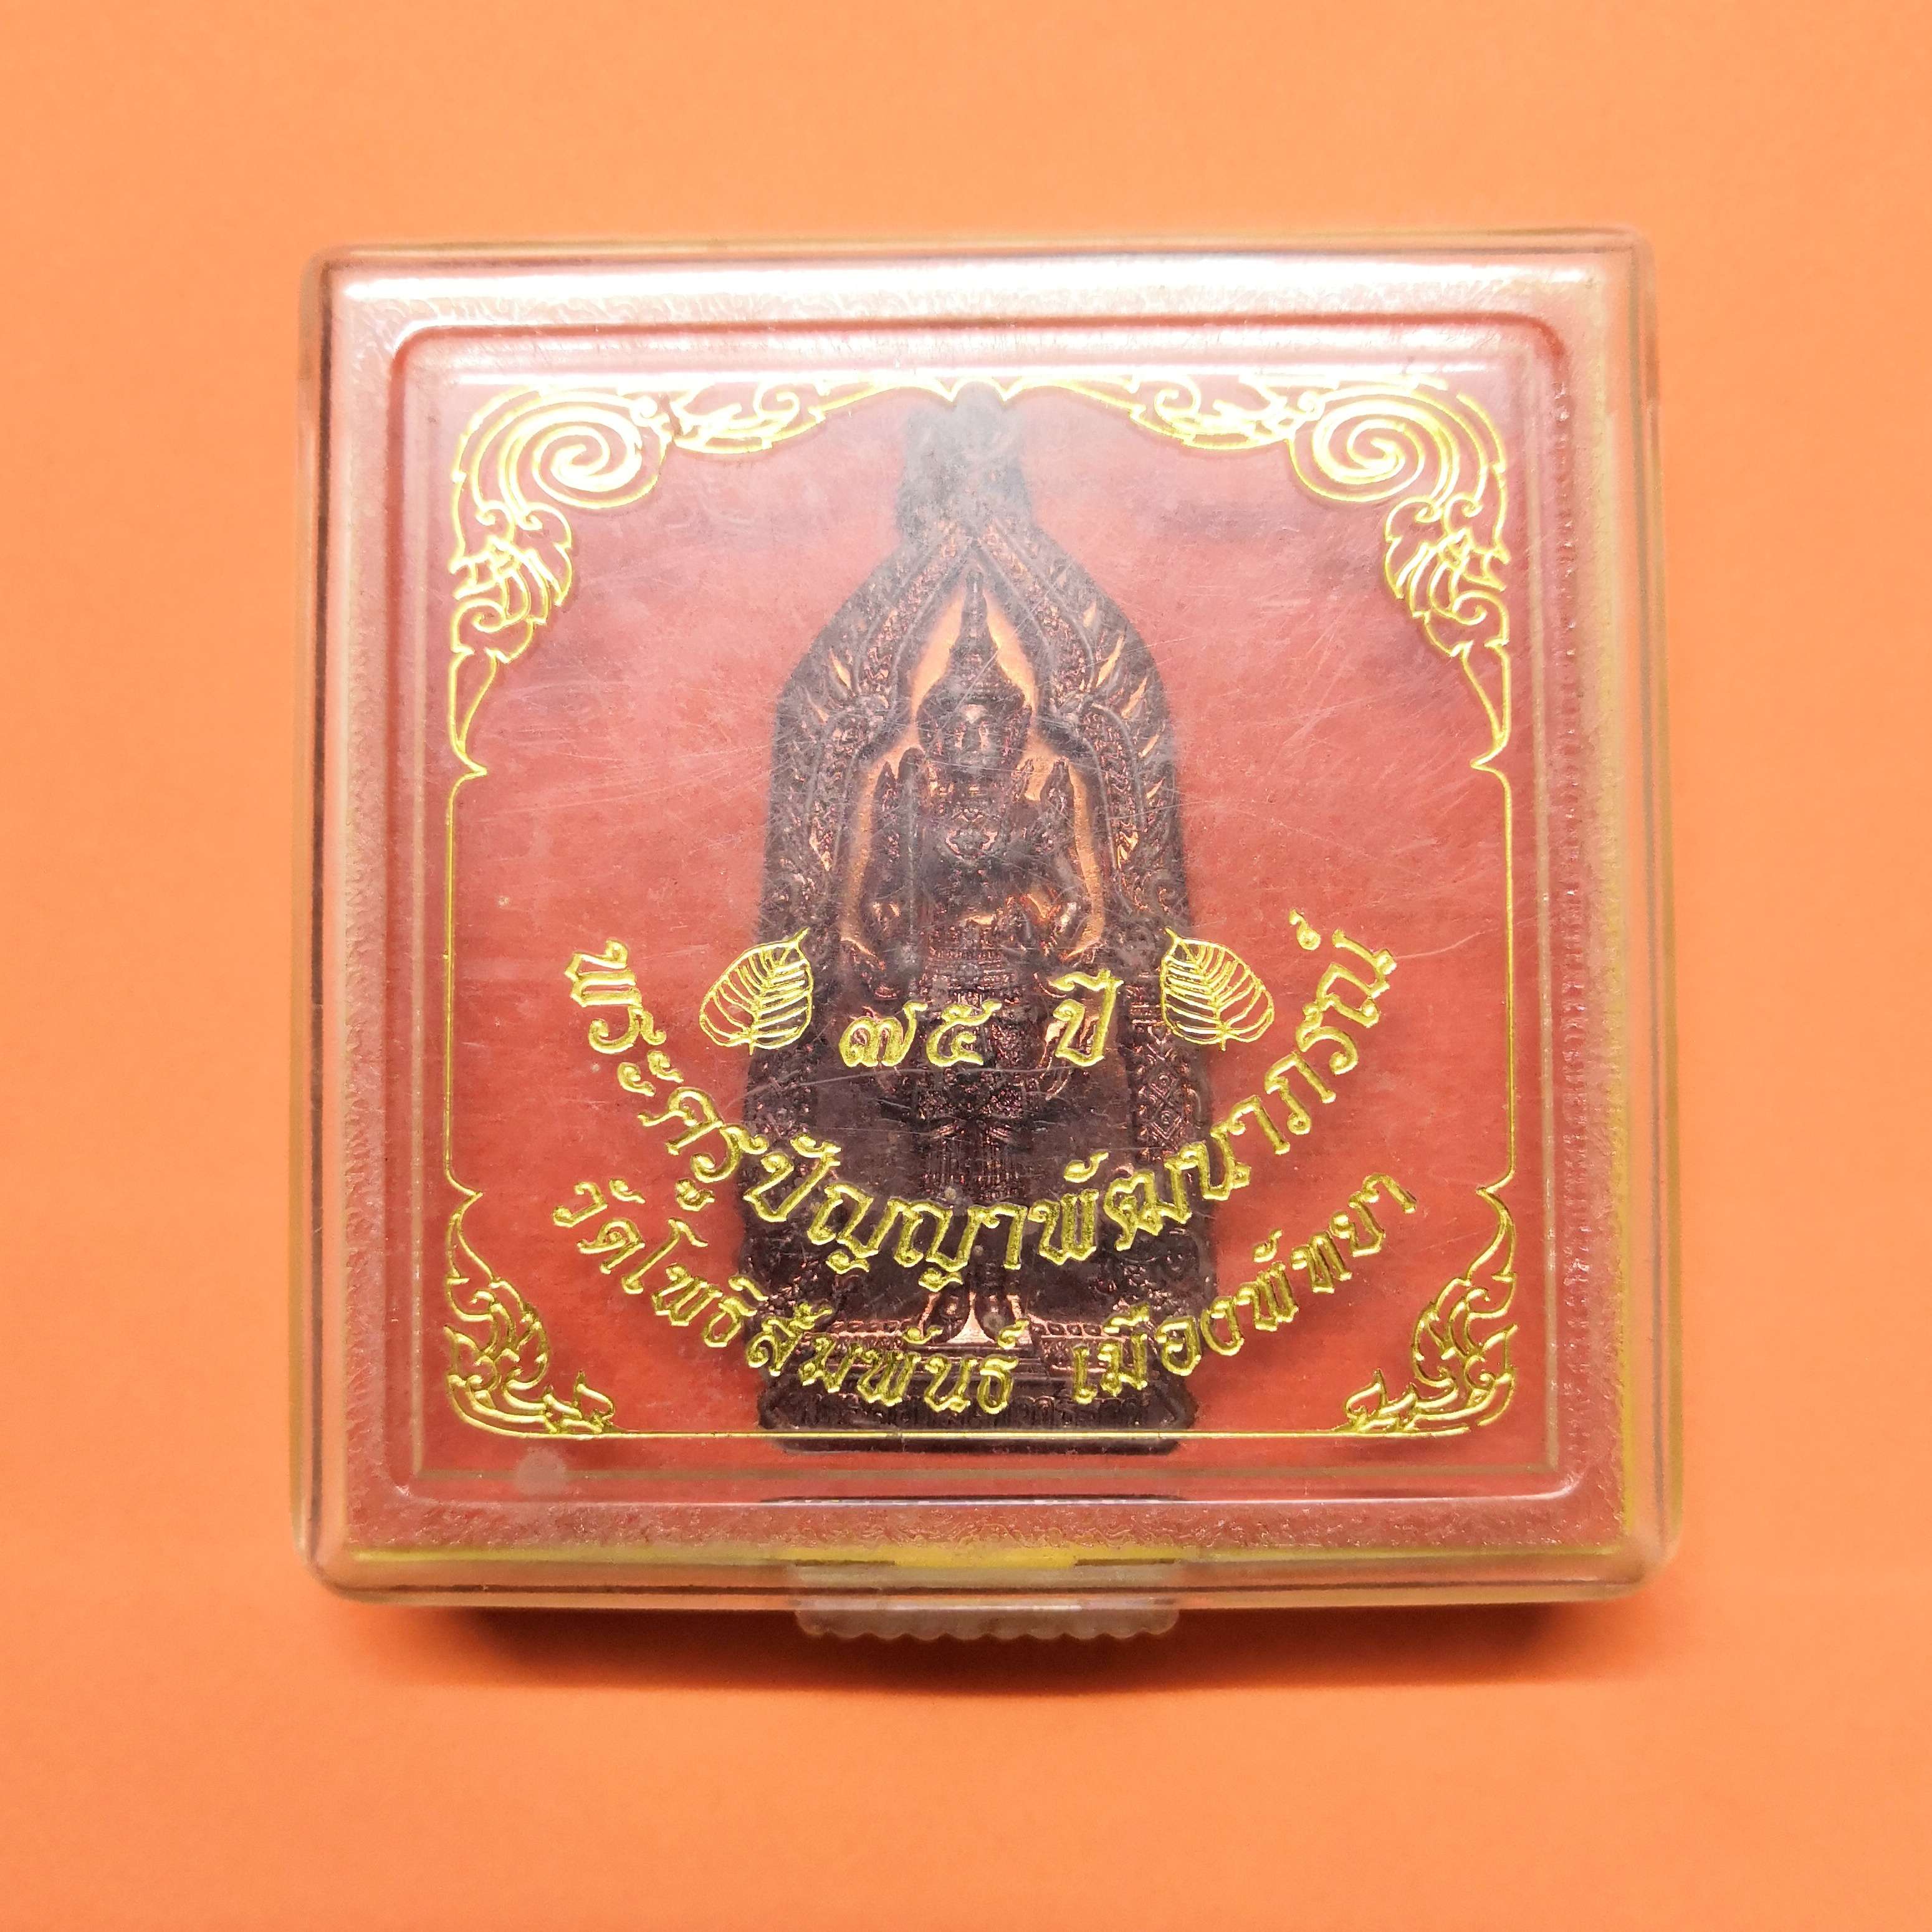 ๗๕ ปี
พระครูปัญญาพัฒนาภรณ์
วัดโพธิสัมพันธ์ เมืองพัทยา